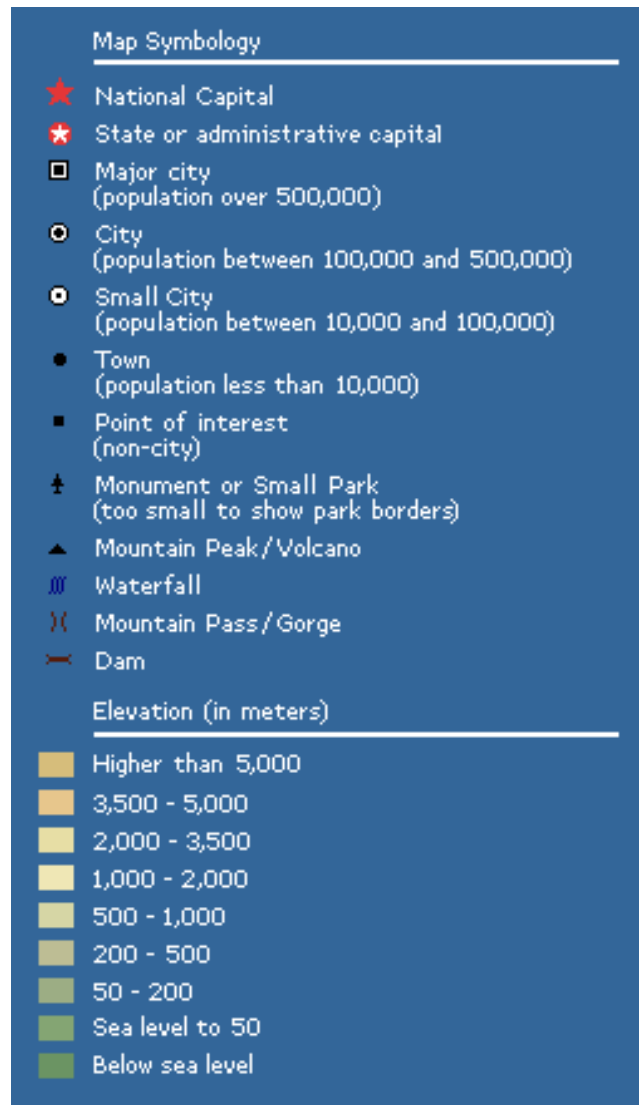 Map Symbology
National Capital
State or administrative capital
Major city
(population over 500,000)
City
(population between 100,000 and 500,000)
Small City
(population between 10,000 and 100,000)
Town
(population less than 10,000)
Point of interest
(non-city)
Monument or Small Park
(too small to show park borders)
Mountain Peak/Volcano
Waterfall
Mountain Pass/Gorge
Dam
Elevation (in meters)
Higher than 5,000
3,500 - 5,000
2,000 - 3,500
1,000 - 2,000
500 - 1,000
200 - 500
50 - 200
Sea level to 50
Below sea level